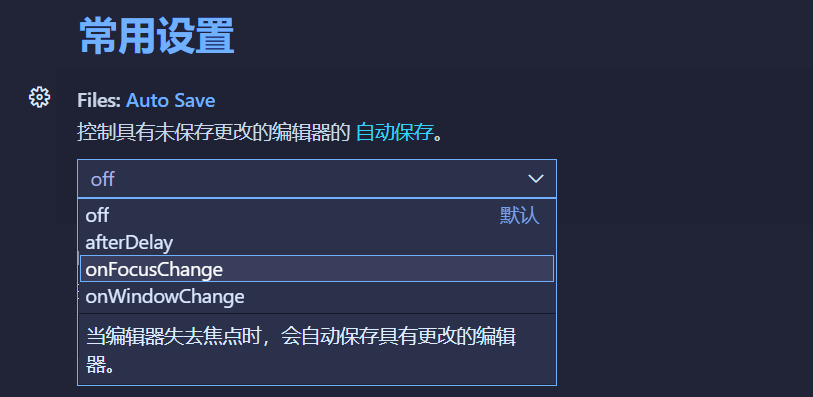 常用设置
Files: Auto Save
控制具有未保存更改的编辑器的 自动保存。
off
off 默认
afterDelay
onFocusChange
onWindowChange
当编辑器失去焦点时，会自动保存具有更改的编辑
器。